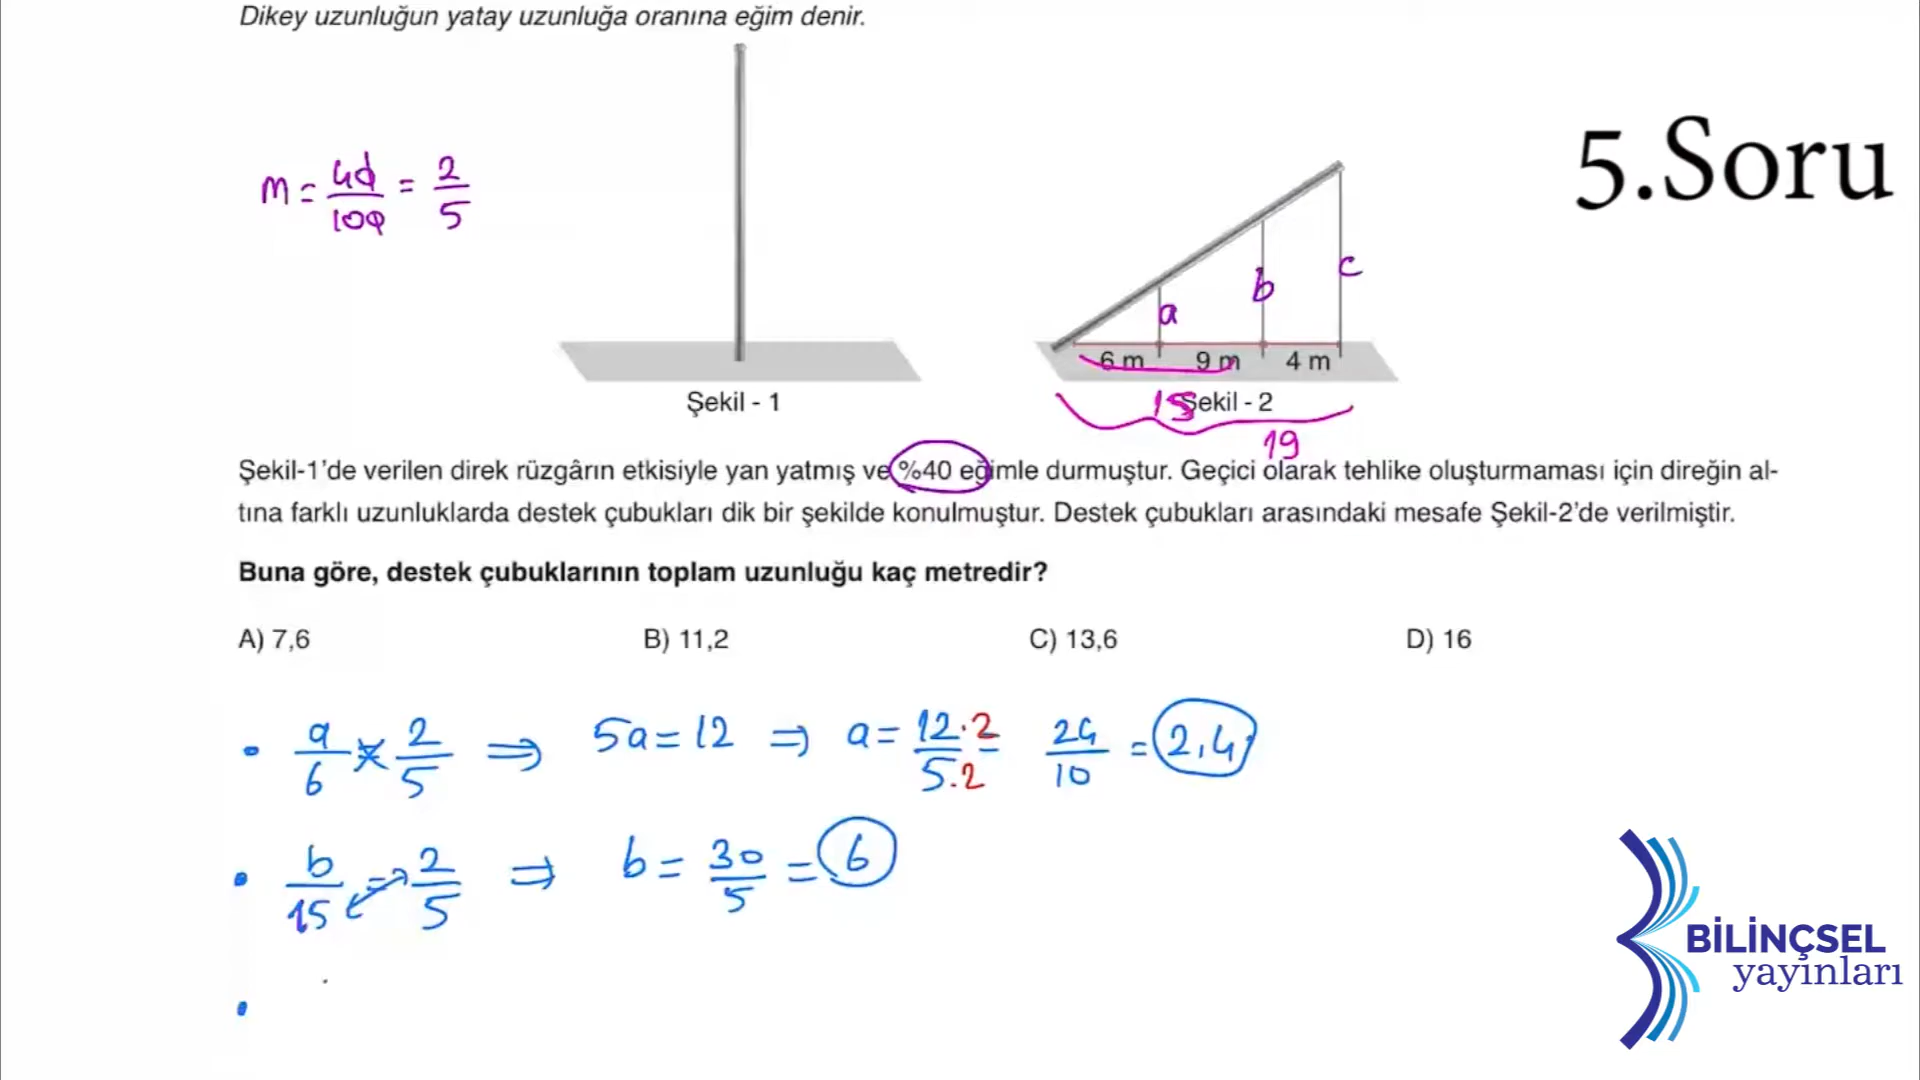 Dikey uzunluğun yatay uzunluğa oranına eğim denir.
5.Soru
m = 40/100 = 2/5
a
b
c
6 m 9 m 4 m
Şekil - 1
Şekil - 2
15
19
Şekil-1’de verilen direk rüzgârın etkisiyle yan yatmış ve %40 eğimle durmuştur. Geçici olarak tehlike oluşturmaması için direğin al-
tına farklı uzunluklarda destek çubukları dik bir şekilde konulmuştur. Destek çubukları arasındaki mesafe Şekil-2’de verilmiştir.
Buna göre, destek çubuklarının toplam uzunluğu kaç metredir?
A) 7,6 B) 11,2 C) 13,6 D) 16
• a/6 = 2/5 ⇒ 5a = 12 ⇒ a = 12·2/5·2 = 24/10 = 2,4
• b/15 = 2/5 ⇒ b = 30/5 = 6
•
BİLİNÇSEL
yayınları